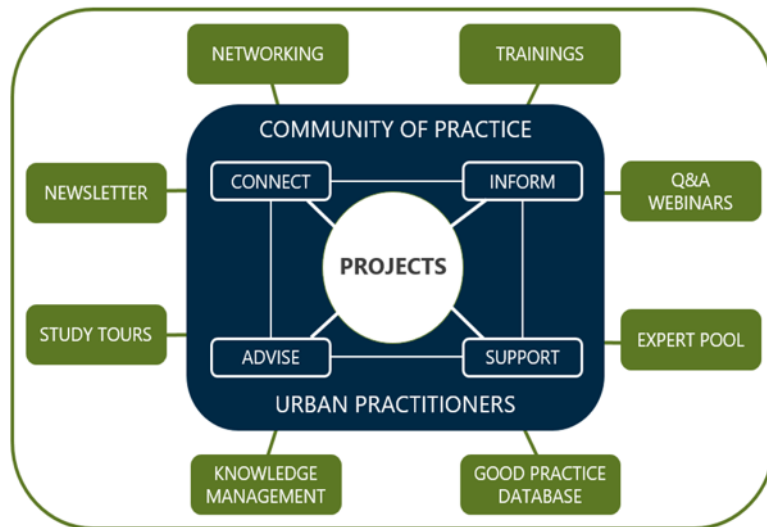 NETWORKING
TRAININGS
COMMUNITY OF PRACTICE
NEWSLETTER
CONNECT
INFORM
Q&A
WEBINARS
PROJECTS
STUDY TOURS
ADVISE
SUPPORT
EXPERT POOL
URBAN PRACTITIONERS
KNOWLEDGE
MANAGEMENT
GOOD PRACTICE
DATABASE